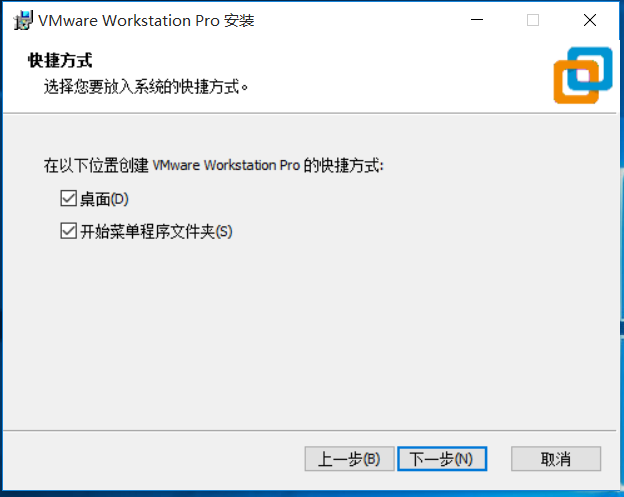 VMware Workstation Pro 安装
快捷方式
选择您要放入系统的快捷方式。
在以下位置创建 VMware Workstation Pro 的快捷方式:
桌面(D)
开始菜单程序文件夹(S)
上一步(B) 下一步(N) 取消